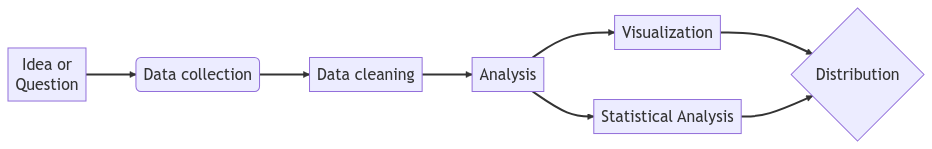 Idea or
Question
Data collection
Data cleaning
Analysis
Visualization
Statistical Analysis
Distribution